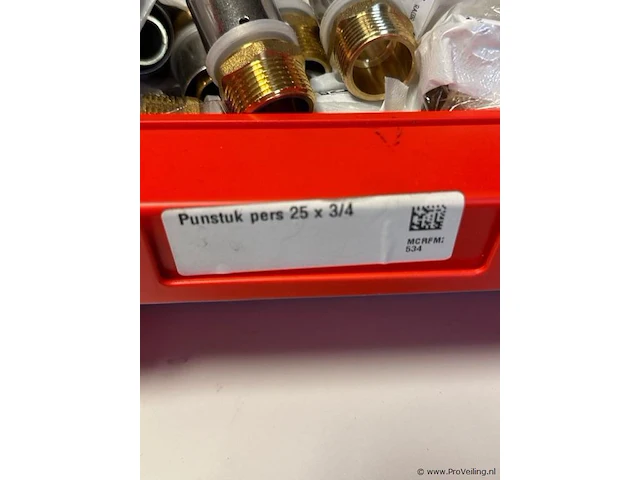 Punstuk pers 25 x 3/4
MCRFM:
534
© www.ProVeiling.nl